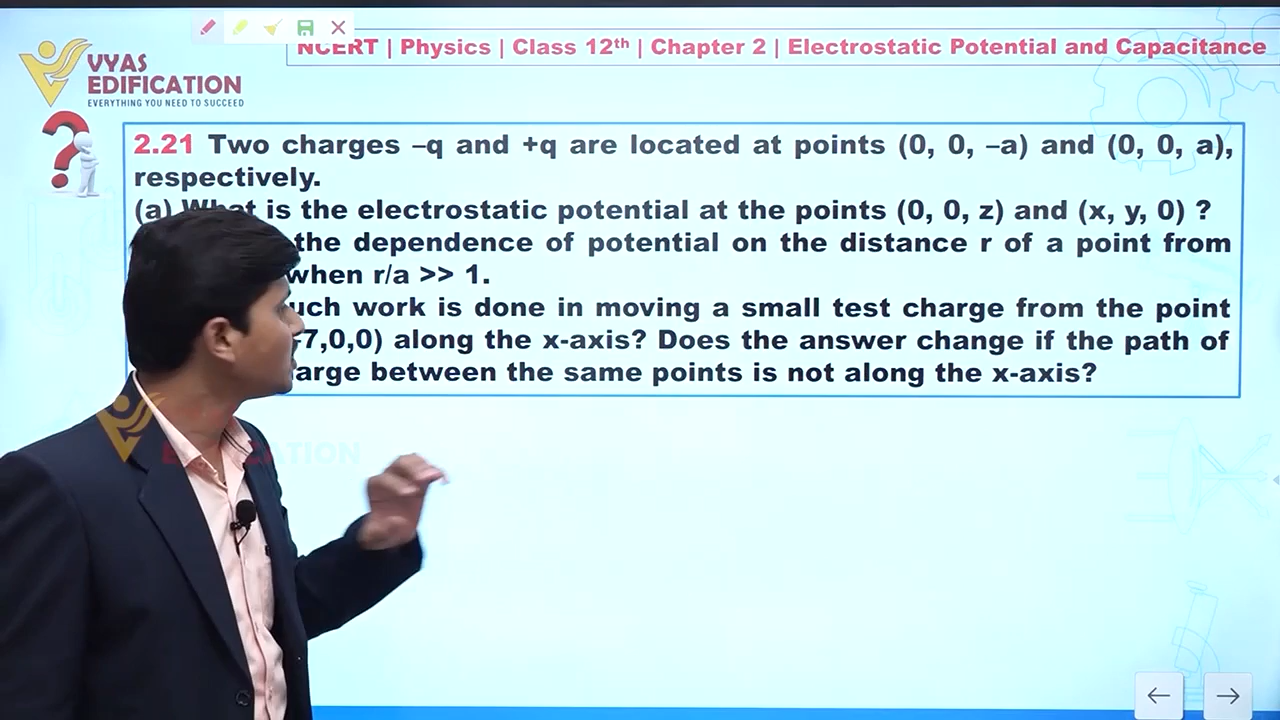 NCERT | Physics | Class 12th | Chapter 2 | Electrostatic Potential and Capacitance
VYAS
EDIFICATION
EVERYTHING YOU NEED TO SUCCEED
2.21 Two charges –q and +q are located at points (0, 0, –a) and (0, 0, a),
respectively.
(a) What is the electrostatic potential at the points (0, 0, z) and (x, y, 0) ?
the dependence of potential on the distance r of a point from
when r/a >> 1.
uch work is done in moving a small test charge from the point
7,0,0) along the x-axis? Does the answer change if the path of
arge between the same points is not along the x-axis?